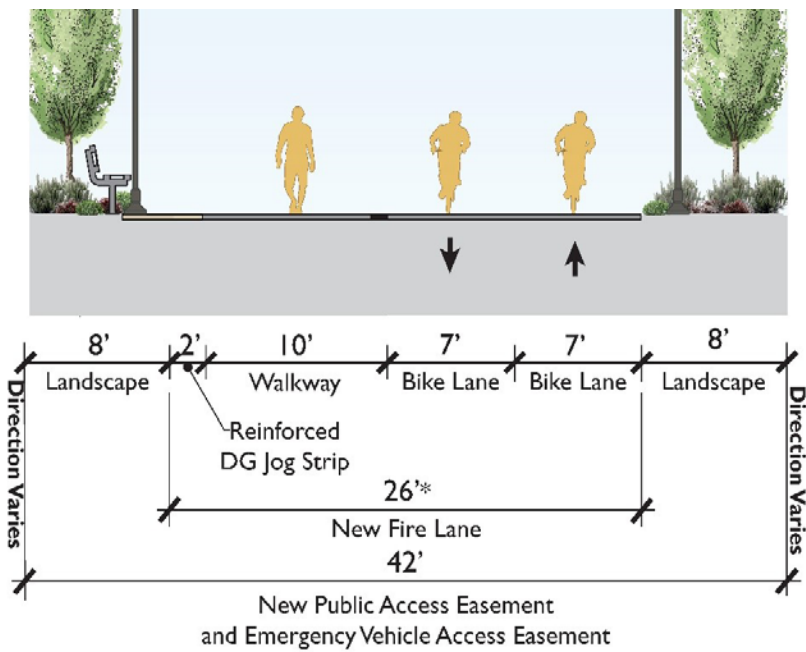 8’ 2’ 10’ 7’ 7’ 8’
Landscape Walkway Bike Lane Bike Lane Landscape
Direction Varies
Direction Varies
Reinforced
DG Jog Strip
26’*
New Fire Lane
42’
New Public Access Easement
and Emergency Vehicle Access Easement